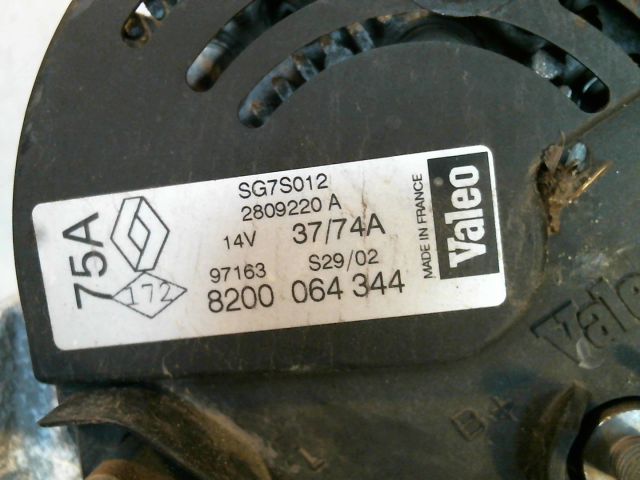 75A
172
SG7S012
2809220 A
14V 37/74A
97163 S29/02
8200 064 344
MADE IN FRANCE
Valeo
Valeo
B+
L